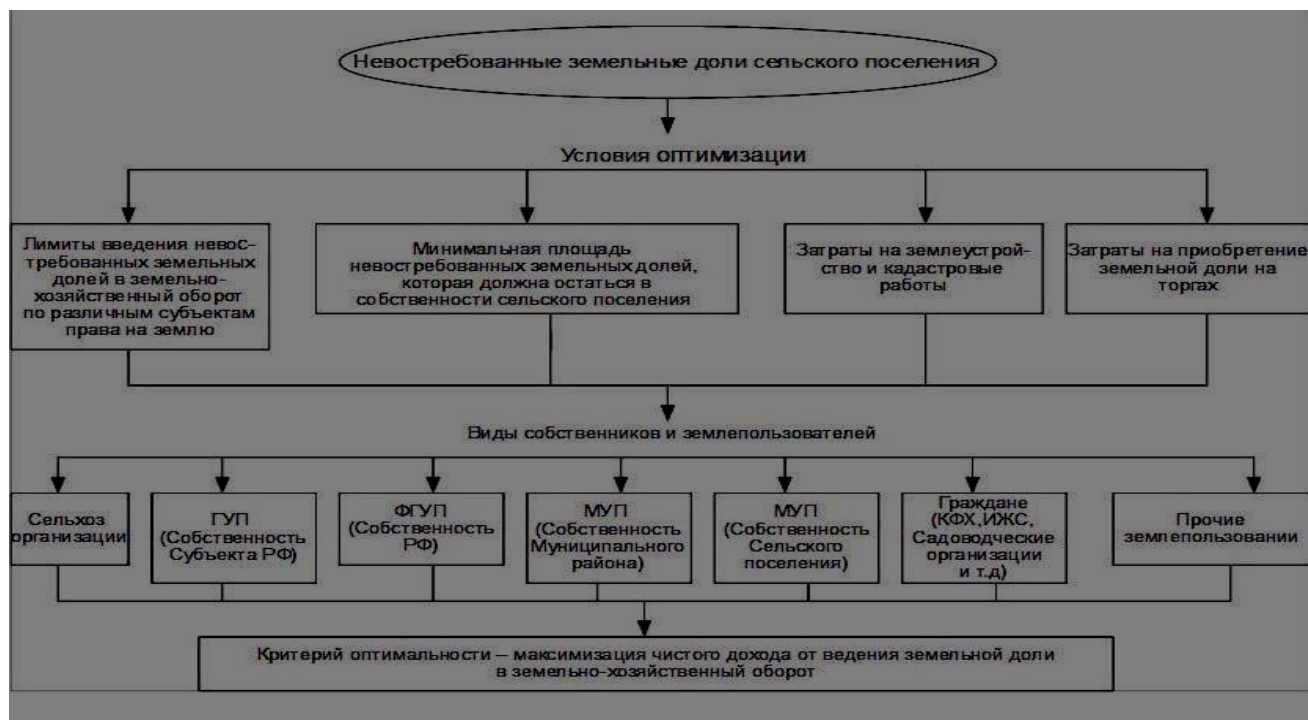 Невостребованные земельные доли сельского поселения
Условия оптимизации
Лимиты введения невос-
требованных земельных
долей в земельно-
хозяйственный оборот
по различным субъектам
права на землю
Минимальная площадь
невостребованных земельных долей,
которая должна остаться в
собственности сельского поселения
Затраты на землеустрой-
ство и кадастровые
работы
Затраты на приобретение
земельной доли на
торгах
Виды собственников и землепользователей
Сельхоз
организации
ГУП
(Собственность
Субъекта РФ)
ФГУП
(Собственность
РФ)
МУП
(Собственность
Муниципального
района)
МУП
(Собственность
Сельского
поселения)
Граждане
(КФХ,ИЖС,
Садоводческие
организации
и т.д)
Прочие
землепользовании
Критерий оптимальности – максимизация чистого дохода от ведения земельной доли
в земельно-хозяйственный оборот